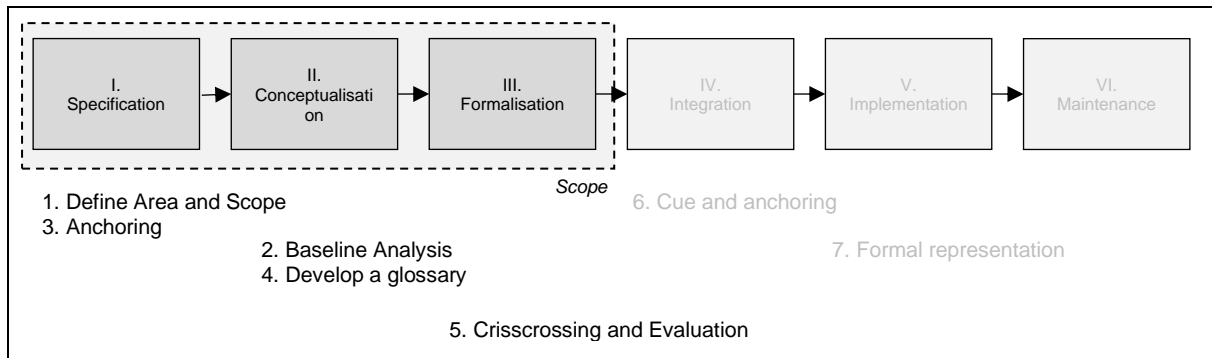 I.
Specification
II.
Conceptualisati
on
III.
Formalisation
IV.
Integration
V.
Implementation
VI.
Maintenance
Scope
1. Define Area and Scope
3. Anchoring
6. Cue and anchoring
2. Baseline Analysis
4. Develop a glossary
7. Formal representation
5. Crisscrossing and Evaluation